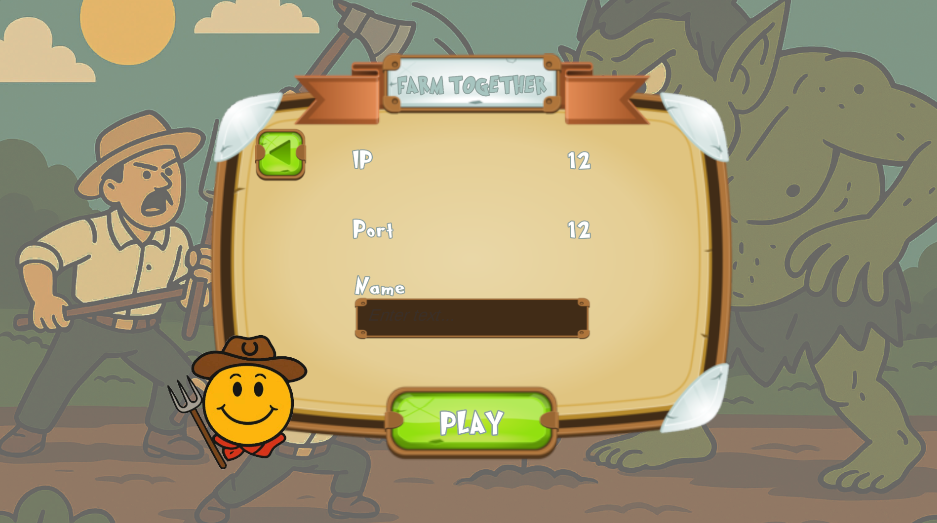 FARM TOGETHER
IP 12
Port 12
Name
PLAY